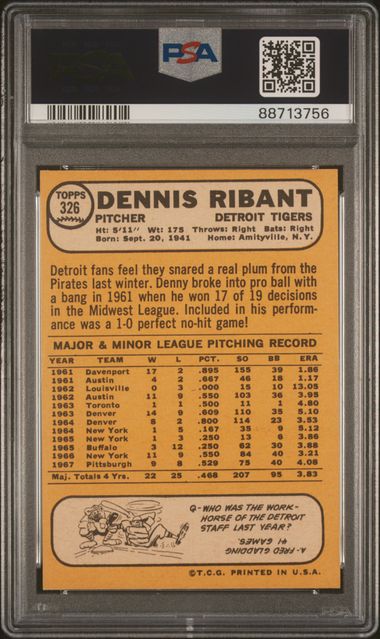 PSA
PSA
88713756
TOPPS
326
DENNIS RIBANT
PITCHER DETROIT TIGERS
Ht: 5'11" Wt: 175 Throws: Right Bats: Right
Born: Sept. 20, 1941 Home: Amityville, N.Y.
Detroit fans feel they snared a real plum from the
Pirates last winter. Denny broke into pro ball with
a bang in 1961 when he won 17 of 19 decisions
in the Midwest League. Included in his perform-
ance was a 1-0 perfect no-hit game!
MAJOR & MINOR LEAGUE PITCHING RECORD
YEAR TEAM W L PCT. SO BB ERA
1961 Davenport 17 2 .895 155 39 1.86
1961 Austin 4 2 .667 46 18 1.17
1962 Louisville 0 3 .000 15 10 13.05
1962 Austin 11 9 .550 103 36 3.95
1963 Toronto 1 1 .500 11 1 4.80
1963 Denver 14 9 .609 110 35 5.10
1964 Denver 8 2 .800 114 23 3.53
1964 New York 1 5 .167 35 9 5.12
1965 New York 1 3 .250 13 8 3.86
1965 Buffalo 3 12 .250 62 30 3.88
1966 New York 11 9 .550 84 40 3.21
1967 Pittsburgh 9 8 .529 75 40 4.08
Maj. Totals 4 Yrs. 22 25 .468 207 95 3.83
Q-WHO WAS THE WORK-
HORSE OF THE DETROIT
STAFF LAST YEAR?
A-FRED GLADDING
41 GAMES.
©T.C.G. PRINTED IN U.S.A.